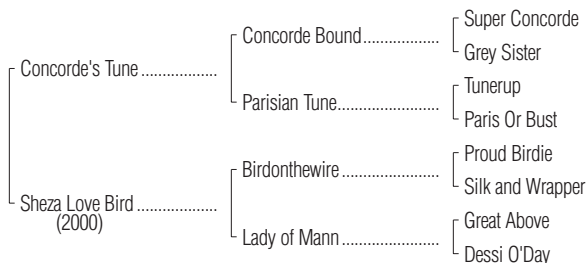 Super Concorde
Concorde Bound
Grey Sister
Concorde's Tune
Tunerup
Parisian Tune
Paris Or Bust
Proud Birdie
Birdonthewire
Silk and Wrapper
Sheza Love Bird
(2000)
Great Above
Lady of Mann
Dessi O'Day